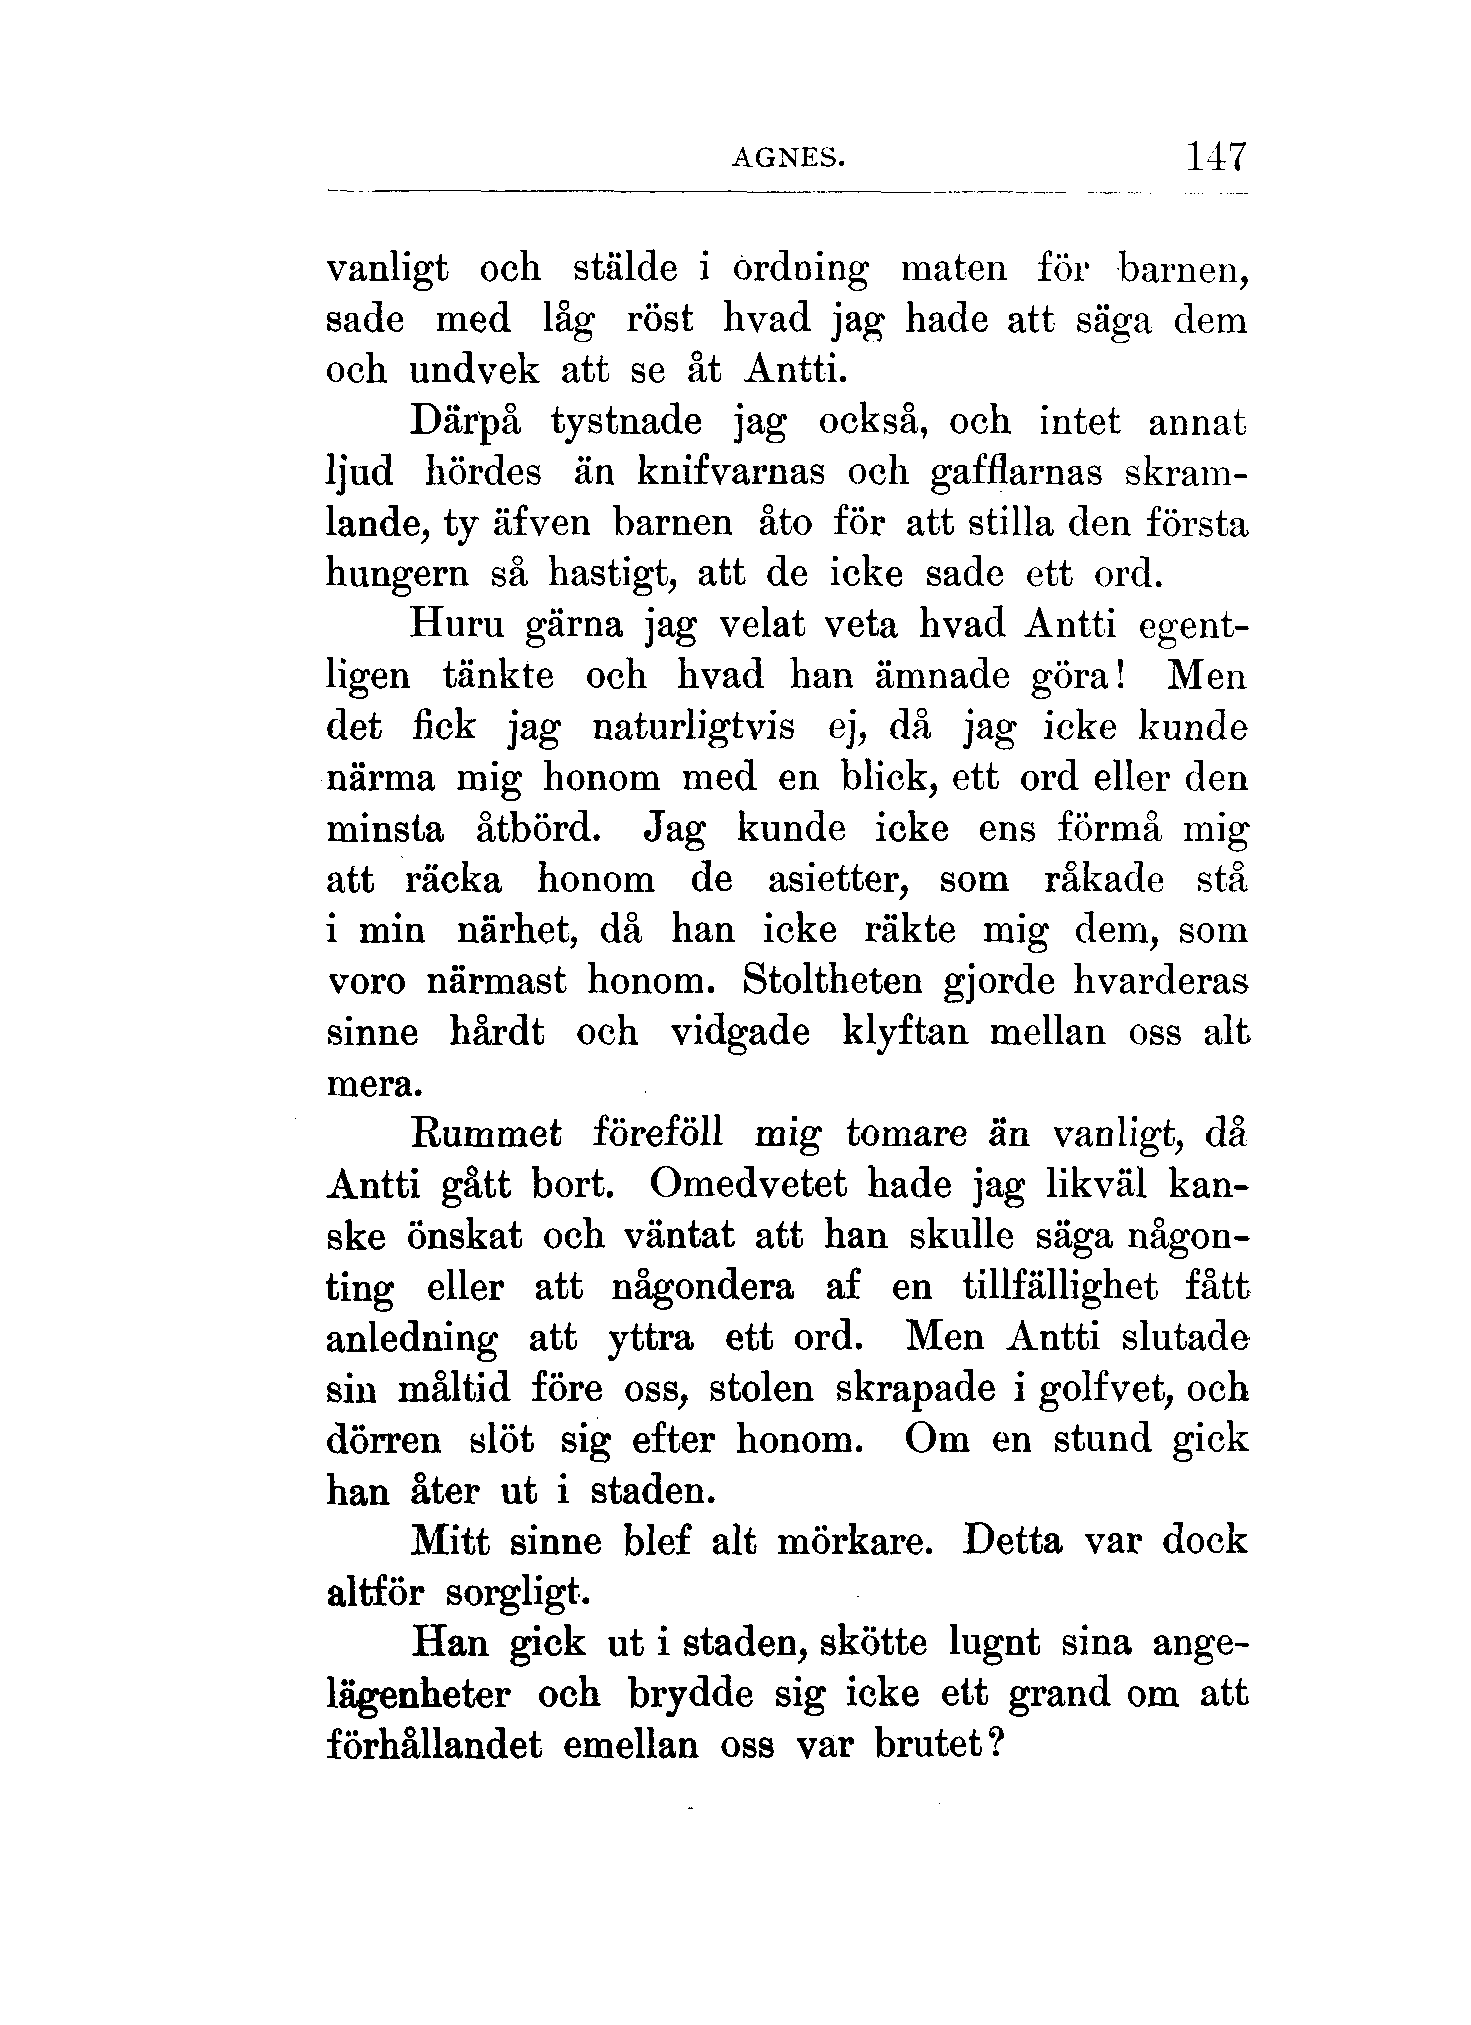 AGNES. 147
vanligt och stälde i ordning maten för barnen,
sade med låg röst hvad jag hade att säga dem
och undvek att se åt Antti.
Därpå tystnade jag också, och intet annat
ljud hördes än knifvarnas och gafflarnas skram-
lande, ty äfven barnen åto för att stilla den första
hungern så hastigt, att de icke sade ett ord.
Huru gärna jag velat veta hvad Antti egent-
ligen tänkte och hvad han ämnade göra! Men
det fick jag naturligtvis ej, då jag icke kunde
närma mig honom med en blick, ett ord eller den
minsta åtbörd. Jag kunde icke ens förmå mig
att räcka honom de asietter, som råkade stå
i min närhet, då han icke räkte mig dem, som
voro närmast honom. Stoltheten gjorde hvarderas
sinne hårdt och vidgade klyftan mellan oss alt
mera.
Rummet föreföll mig tomare än vanligt, då
Antti gått bort. Omedvetet hade jag likväl kan-
ske önskat och väntat att han skulle säga någon-
ting eller att någondera af en tillfällighet fått
anledning att yttra ett ord. Men Antti slutade
sin måltid före oss, stolen skrapade i golfvet, och
dörren slöt sig efter honom. Om en stund gick
han åter ut i staden.
Mitt sinne blef alt mörkare. Detta var dock
altför sorgligt.
Han gick ut i staden, skötte lugnt sina ange-
lägenheter och brydde sig icke ett grand om att
förhållandet emellan oss var brutet?